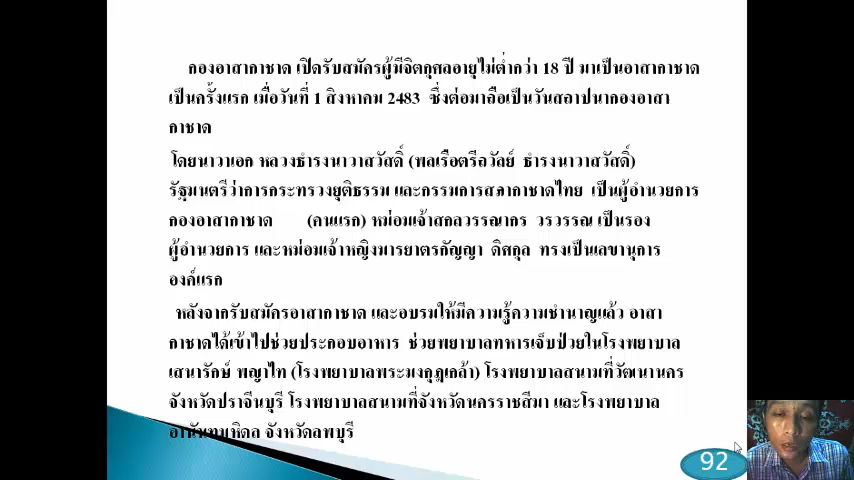 กองอาสากาชาด เปิดรับสมัครผู้มีจิตกุศลอายุไม่ต่ำกว่า 18 ปี มาเป็นอาสากาชาด
เป็นครั้งแรก เมื่อวันที่ 1 สิงหาคม 2483 ซึ่งต่อมาถือเป็นวันสถาปนากองอาสา
กาชาด
โดยนาวาเอก หลวงธำรงนาวาสวัสดิ์ (พลเรือตรีถวัลย์ ธำรงนาวาสวัสดิ์)
รัฐมนตรีว่าการกระทรวงยุติธรรม และกรรมการสภากาชาดไทย เป็นผู้อำนวยการ
กองอาสากาชาด (คนแรก) หม่อมเจ้าสกลวรรณากร วรวรรณ เป็นรอง
ผู้อำนวยการ และหม่อมเจ้าหญิงมารยาตรกัญญา ดิศกุล ทรงเป็นเลขานุการ
องค์แรก
หลังจากรับสมัครอาสากาชาด และอบรมให้มีความรู้ความชำนาญแล้ว อาสา
กาชาดได้เข้าไปช่วยประกอบอาหาร ช่วยพยาบาลทหารเจ็บป่วยในโรงพยาบาล
เสนารักษ์ พญาไท (โรงพยาบาลพระมงกุฎเกล้า) โรงพยาบาลสนามที่วัฒนานคร
จังหวัดปราจีนบุรี โรงพยาบาลสนามที่จังหวัดนครราชสีมา และโรงพยาบาล
อานันทมหิดล จังหวัดลพบุรี
92